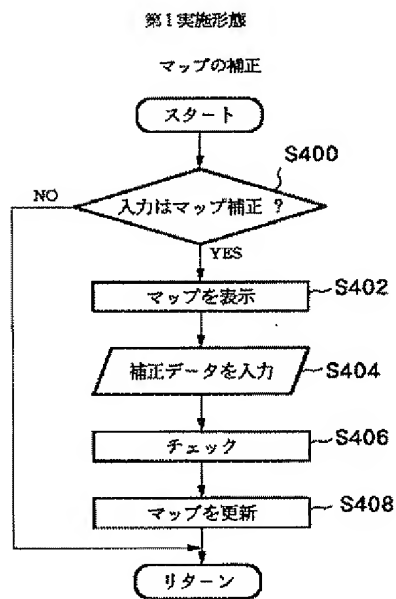 第1実施形態
マップの補正
スタート
S400
入力はマップ補正 ?
NO
YES
マップを表示
S402
補正データを入力
S404
チェック
S406
マップを更新
S408
リターン